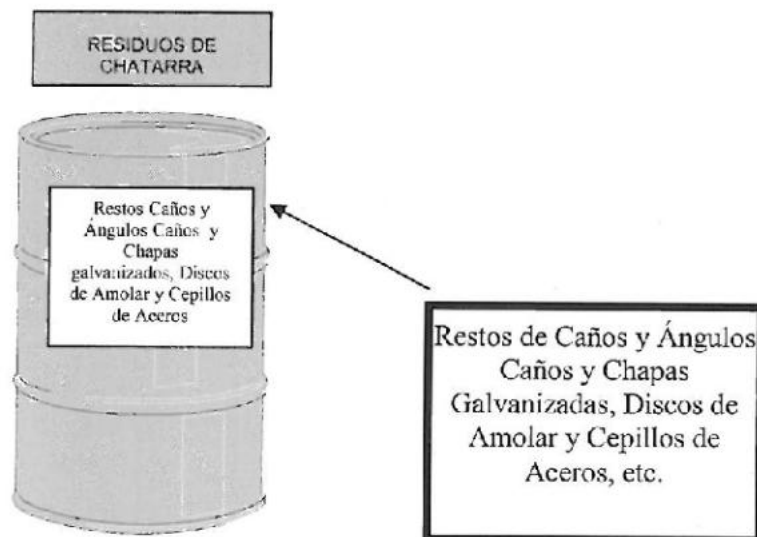 RESIDUOS DE
CHATARRA
Restos Caños y
Ángulos Caños y
Chapas
galvanizados, Discos
de Amolar y Cepillos
de Aceros
Restos de Caños y Ángulos
Caños y Chapas
Galvanizadas, Discos de
Amolar y Cepillos de
Aceros, etc.